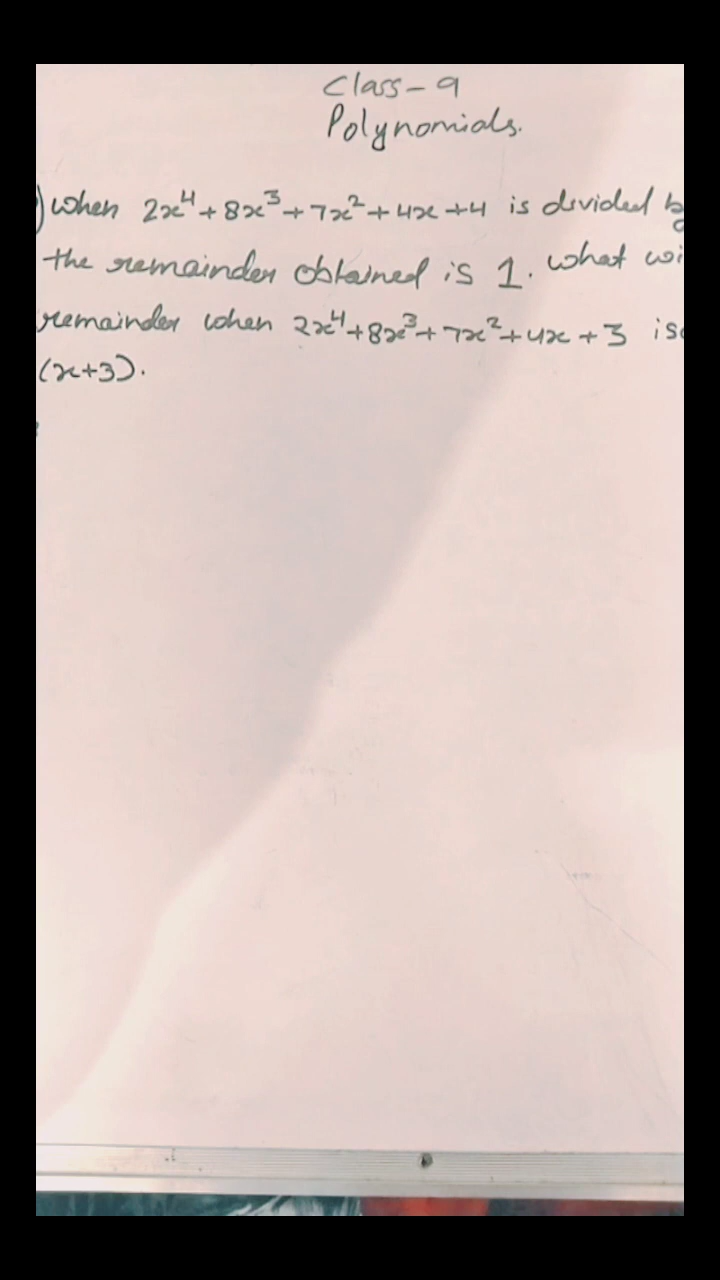 Class-9
Polynomials.
) When 2x⁴+8x³+7x²+4x+4 is divided
the remainder obtained is 1. What
remainder when 2x⁴+8x³+7x²+4x+3 is
(x+3).